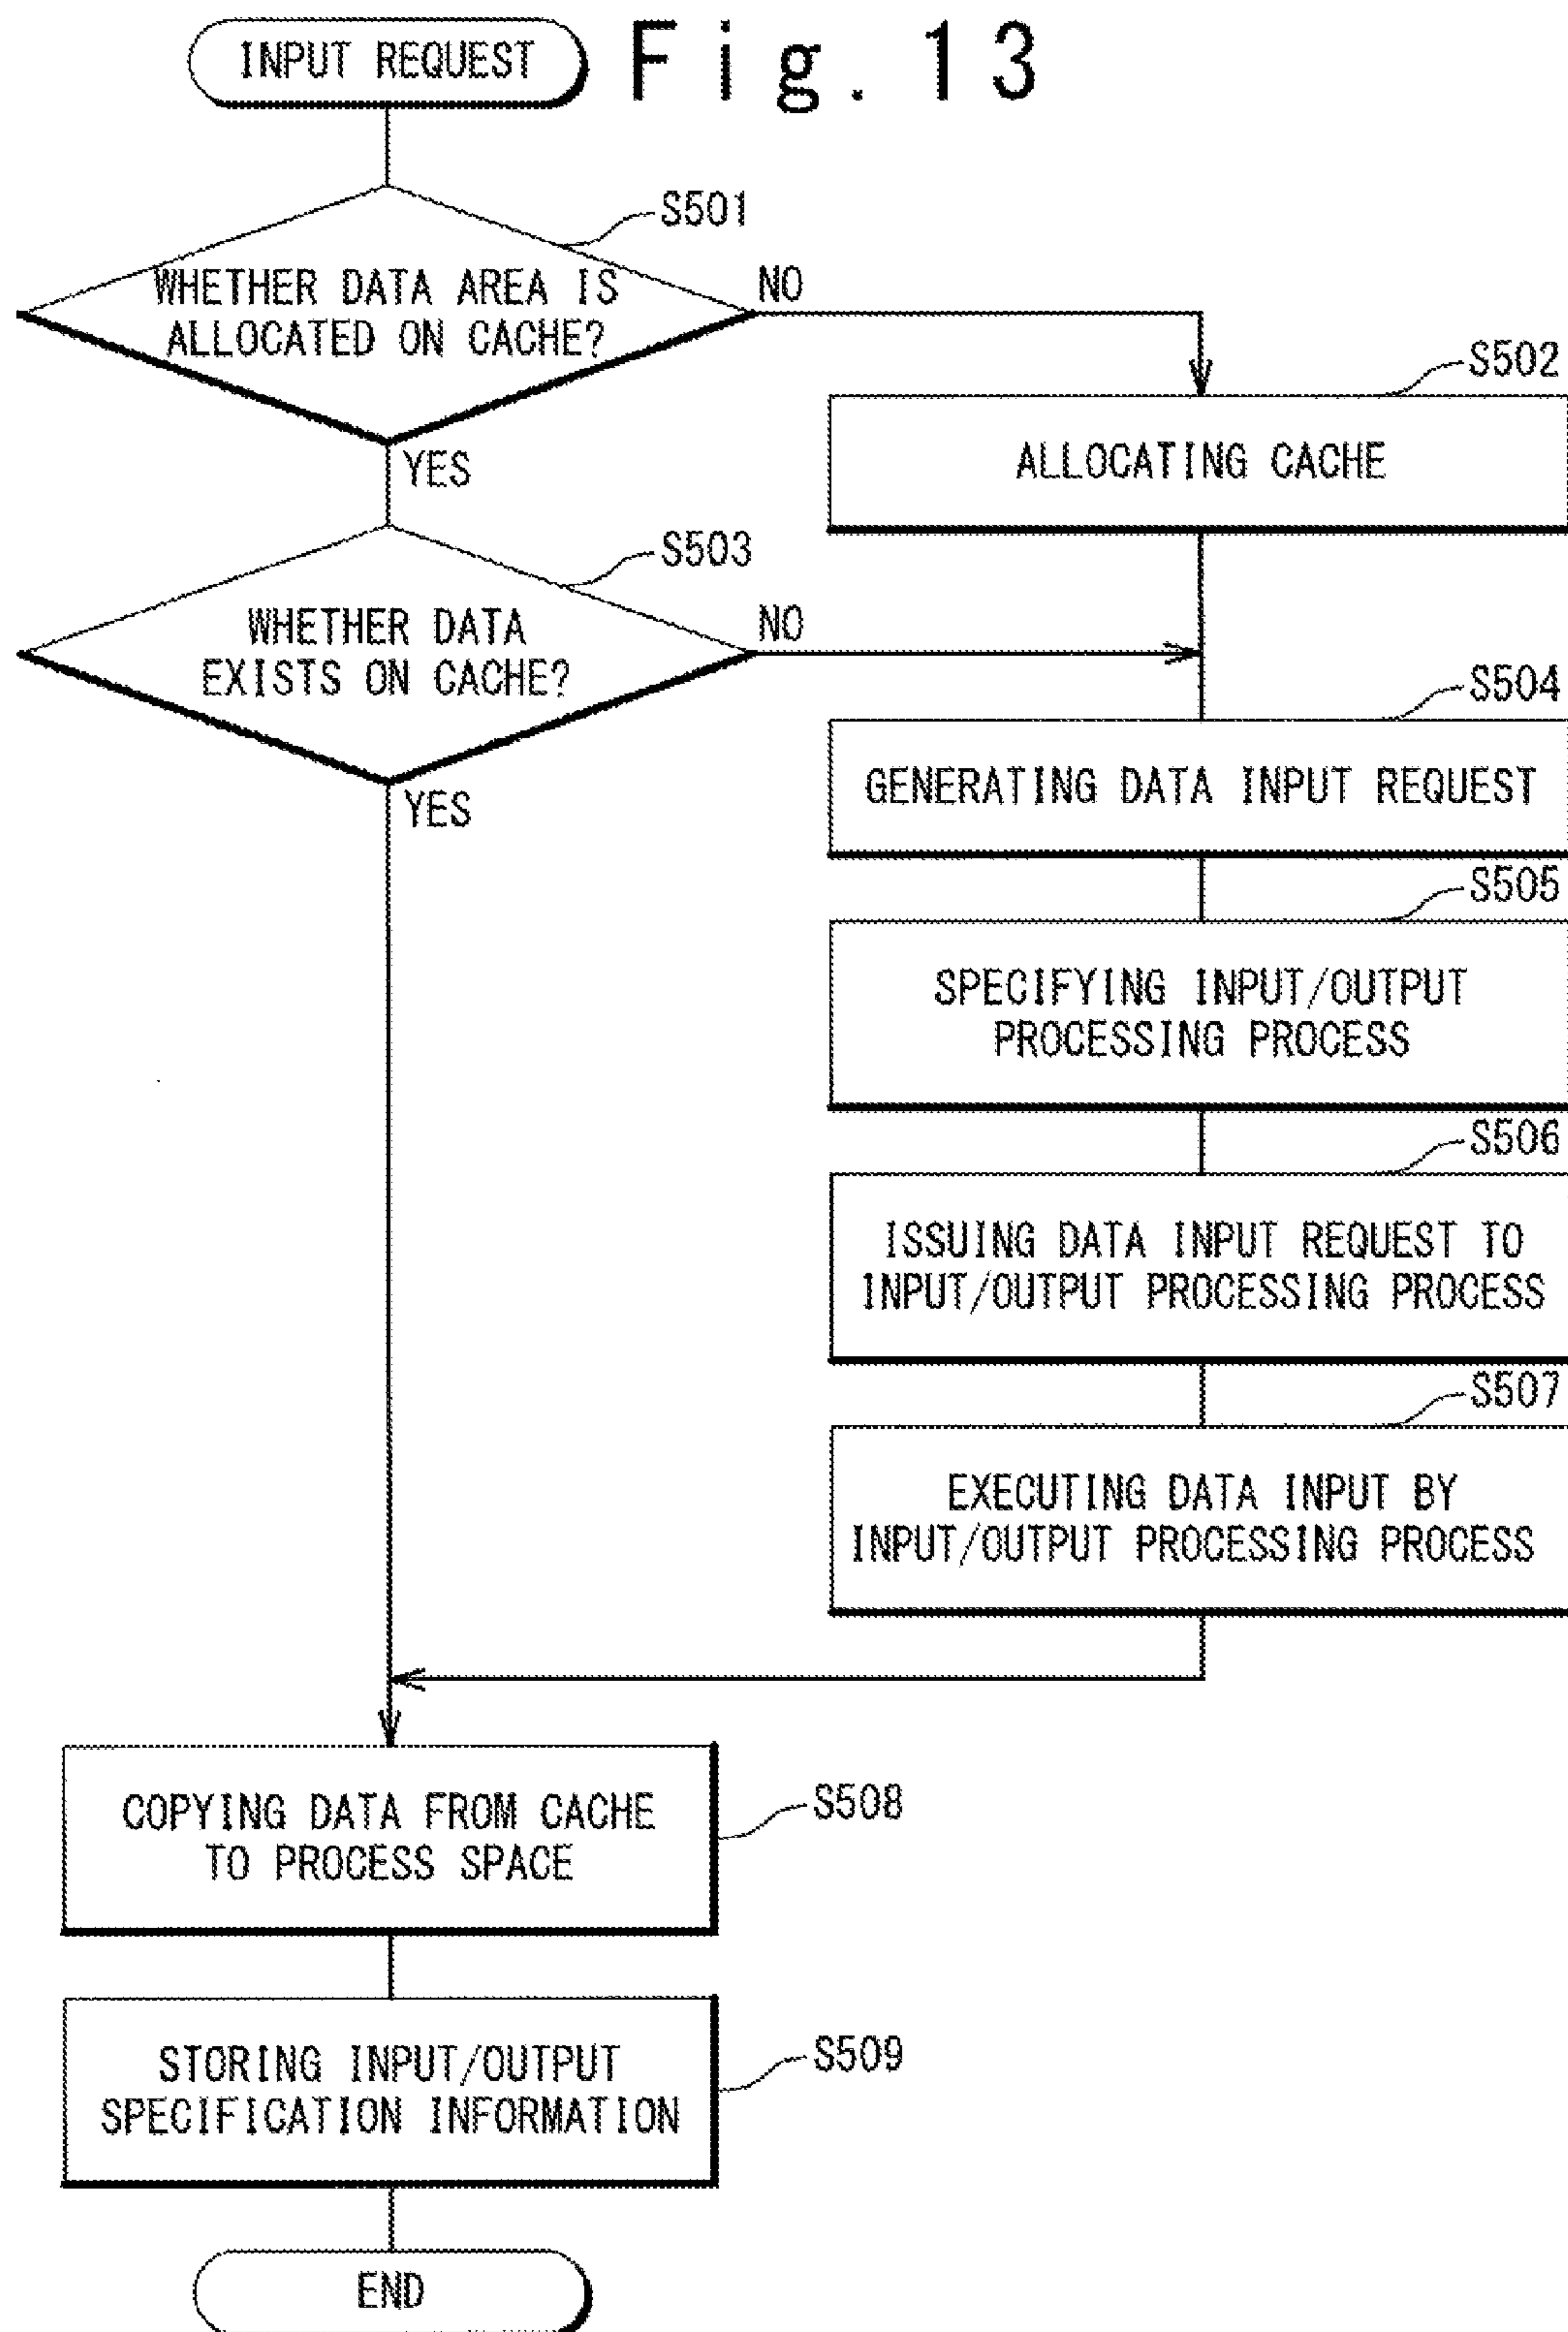 INPUT REQUEST
Fig. 13
S501
WHETHER DATA AREA IS
ALLOCATED ON CACHE?
NO
YES
S502
ALLOCATING CACHE
S503
WHETHER DATA
EXISTS ON CACHE?
NO
YES
S504
GENERATING DATA INPUT REQUEST
S505
SPECIFYING INPUT/OUTPUT
PROCESSING PROCESS
S506
ISSUING DATA INPUT REQUEST TO
INPUT/OUTPUT PROCESSING PROCESS
S507
EXECUTING DATA INPUT BY
INPUT/OUTPUT PROCESSING PROCESS
COPYING DATA FROM CACHE
TO PROCESS SPACE
S508
STORING INPUT/OUTPUT
SPECIFICATION INFORMATION
S509
END